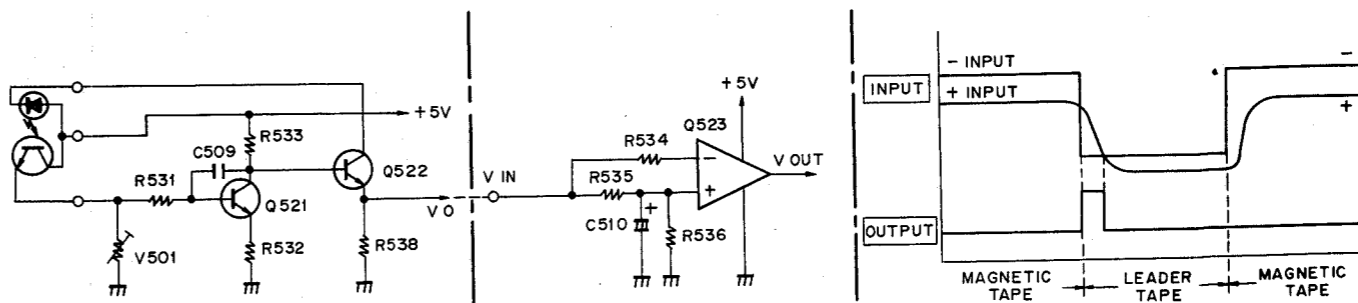 +5V
R533
C509
R531
Q521
Q522
V501
R532
R538
VO
V IN
+5V
Q523
R534
R535
−
+
V OUT
+
C510
R536
INPUT
− INPUT
+ INPUT
−
+
OUTPUT
MAGNETIC TAPE
LEADER TAPE
MAGNETIC TAPE